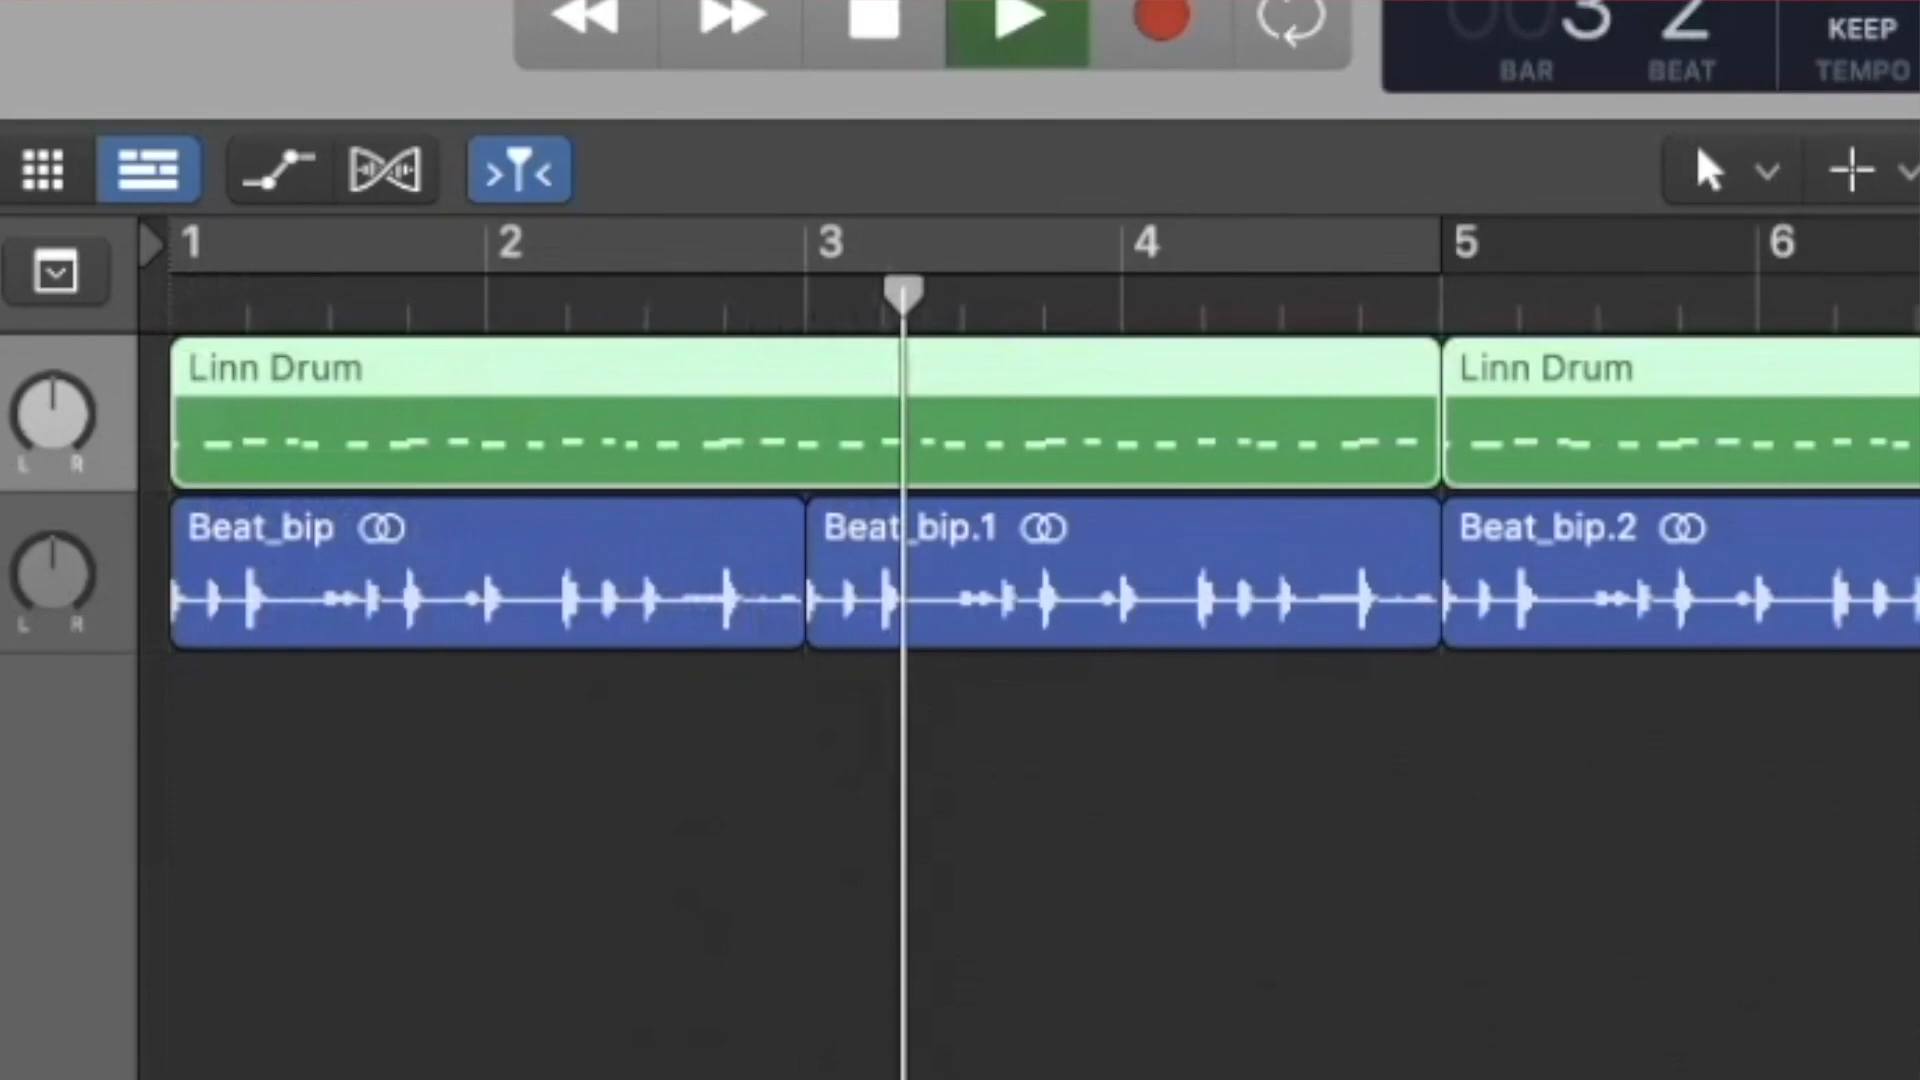 003 2 KEEP
BAR BEAT TEMPO
1 2 3 4 5 6
Linn Drum Linn Drum
L R
Beat_bip Beat_bip.1 Beat_bip.2
L R